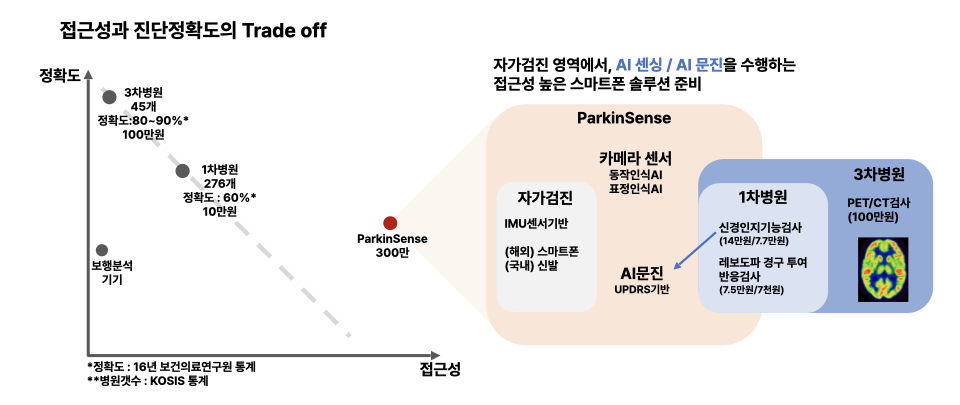 접근성과 진단정확도의 Trade off
정확도
3차병원
45개
정확도:80~90%*
100만원
1차병원
276개
정확도 : 60%*
10만원
보행분석
기기
ParkinSense
300만
접근성
*정확도 : 16년 보건의료연구원 통계
**병원갯수 : KOSIS 통계
자가검진 영역에서, AI 센싱 / AI 문진을 수행하는
접근성 높은 스마트폰 솔루션 준비
ParkinSense
카메라 센서
동작인식AI
표정인식AI
자가검진
IMU센서기반
(해외) 스마트폰
(국내) 신발
AI문진
UPDRS기반
1차병원
신경인지기능검사
(14만원/7.7만원)
레보도파 경구 투여
반응검사
(7.5만원/7천원)
3차병원
PET/CT검사
(100만원)